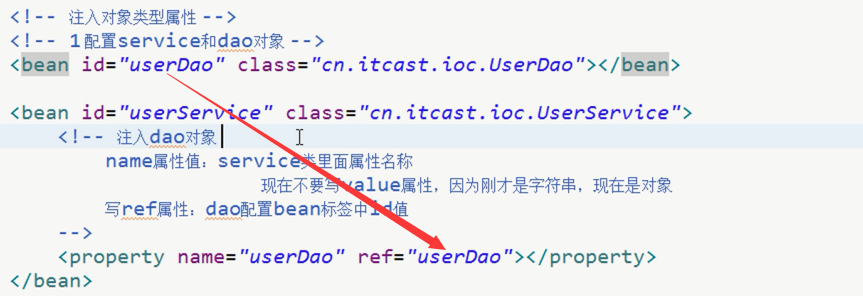 <!-- 注入对象类型属性 -->
<!-- 1 配置service和dao对象 -->
<bean id="userDao" class="cn.itcast.ioc.UserDao"></bean>
<bean id="userService" class="cn.itcast.ioc.UserService">
<!-- 注入dao对象
name属性值：service类里面属性名称
现在不要写value属性，因为刚才是字符串，现在是对象
写ref属性：dao配置bean标签中id值
-->
<property name="userDao" ref="userDao"></property>
</bean>